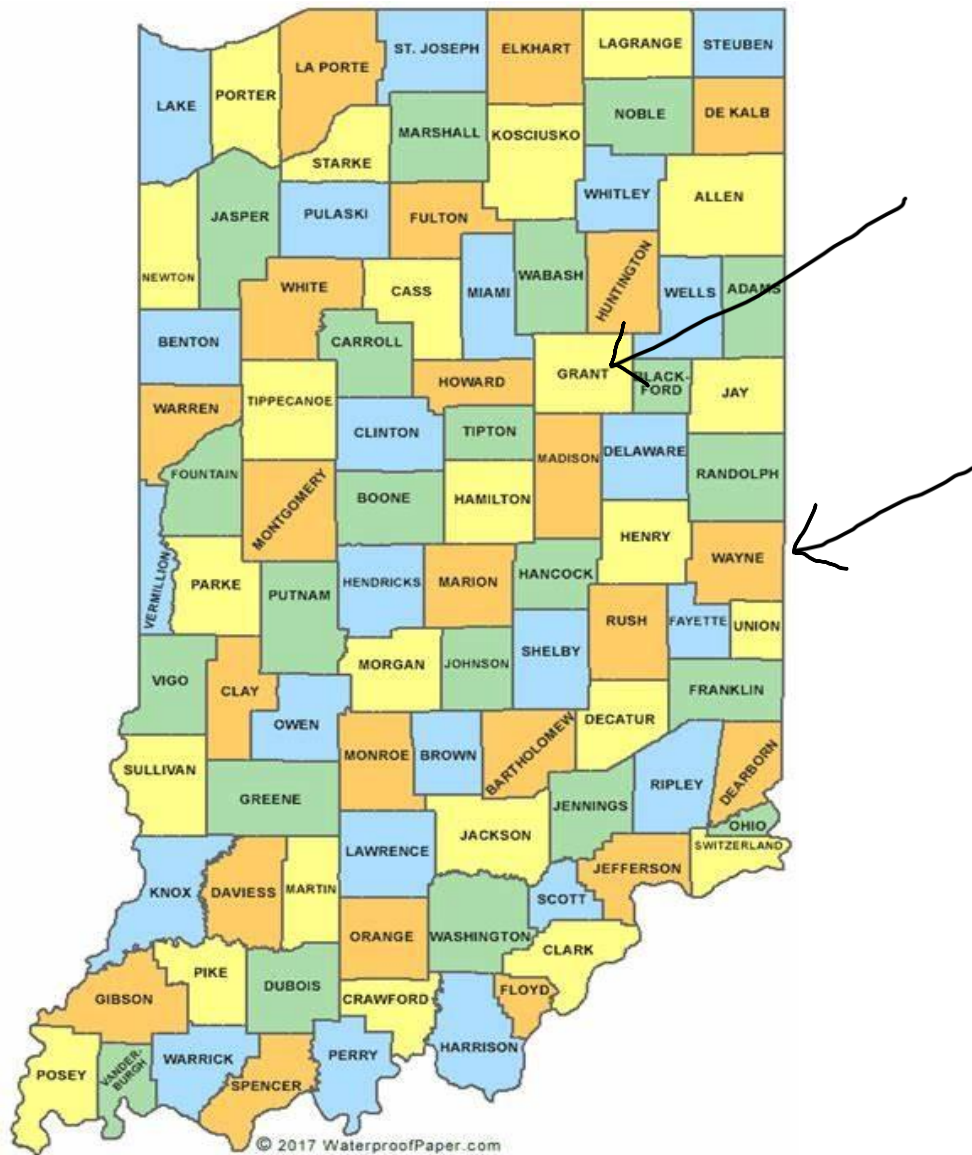 LAKE
PORTER
LA PORTE
ST. JOSEPH
ELKHART
LAGRANGE
STEUBEN
STARKE
MARSHALL
KOSCIUSKO
NOBLE
DE KALB
NEWTON
JASPER
PULASKI
FULTON
WHITLEY
ALLEN
WHITE
CASS
MIAMI
WABASH
HUNTINGTON
WELLS
ADAMS
BENTON
CARROLL
WARREN
TIPPECANOE
HOWARD
GRANT
BLACK-
FORD
JAY
CLINTON
TIPTON
MADISON
DELAWARE
RANDOLPH
FOUNTAIN
MONTGOMERY
BOONE
HAMILTON
HENRY
WAYNE
VERMILLION
PARKE
PUTNAM
HENDRICKS
MARION
HANCOCK
RUSH
FAYETTE
UNION
VIGO
CLAY
OWEN
MORGAN
JOHNSON
SHELBY
DECATUR
FRANKLIN
SULLIVAN
GREENE
MONROE
BROWN
BARTHOLOMEW
JENNINGS
RIPLEY
DEARBORN
OHIO
SWITZERLAND
KNOX
DAVIESS
MARTIN
LAWRENCE
JACKSON
SCOTT
JEFFERSON
ORANGE
WASHINGTON
CLARK
GIBSON
PIKE
DUBOIS
CRAWFORD
FLOYD
HARRISON
POSEY
VANDER-
BURGH
WARRICK
SPENCER
PERRY
© 2017 WaterproofPaper.com